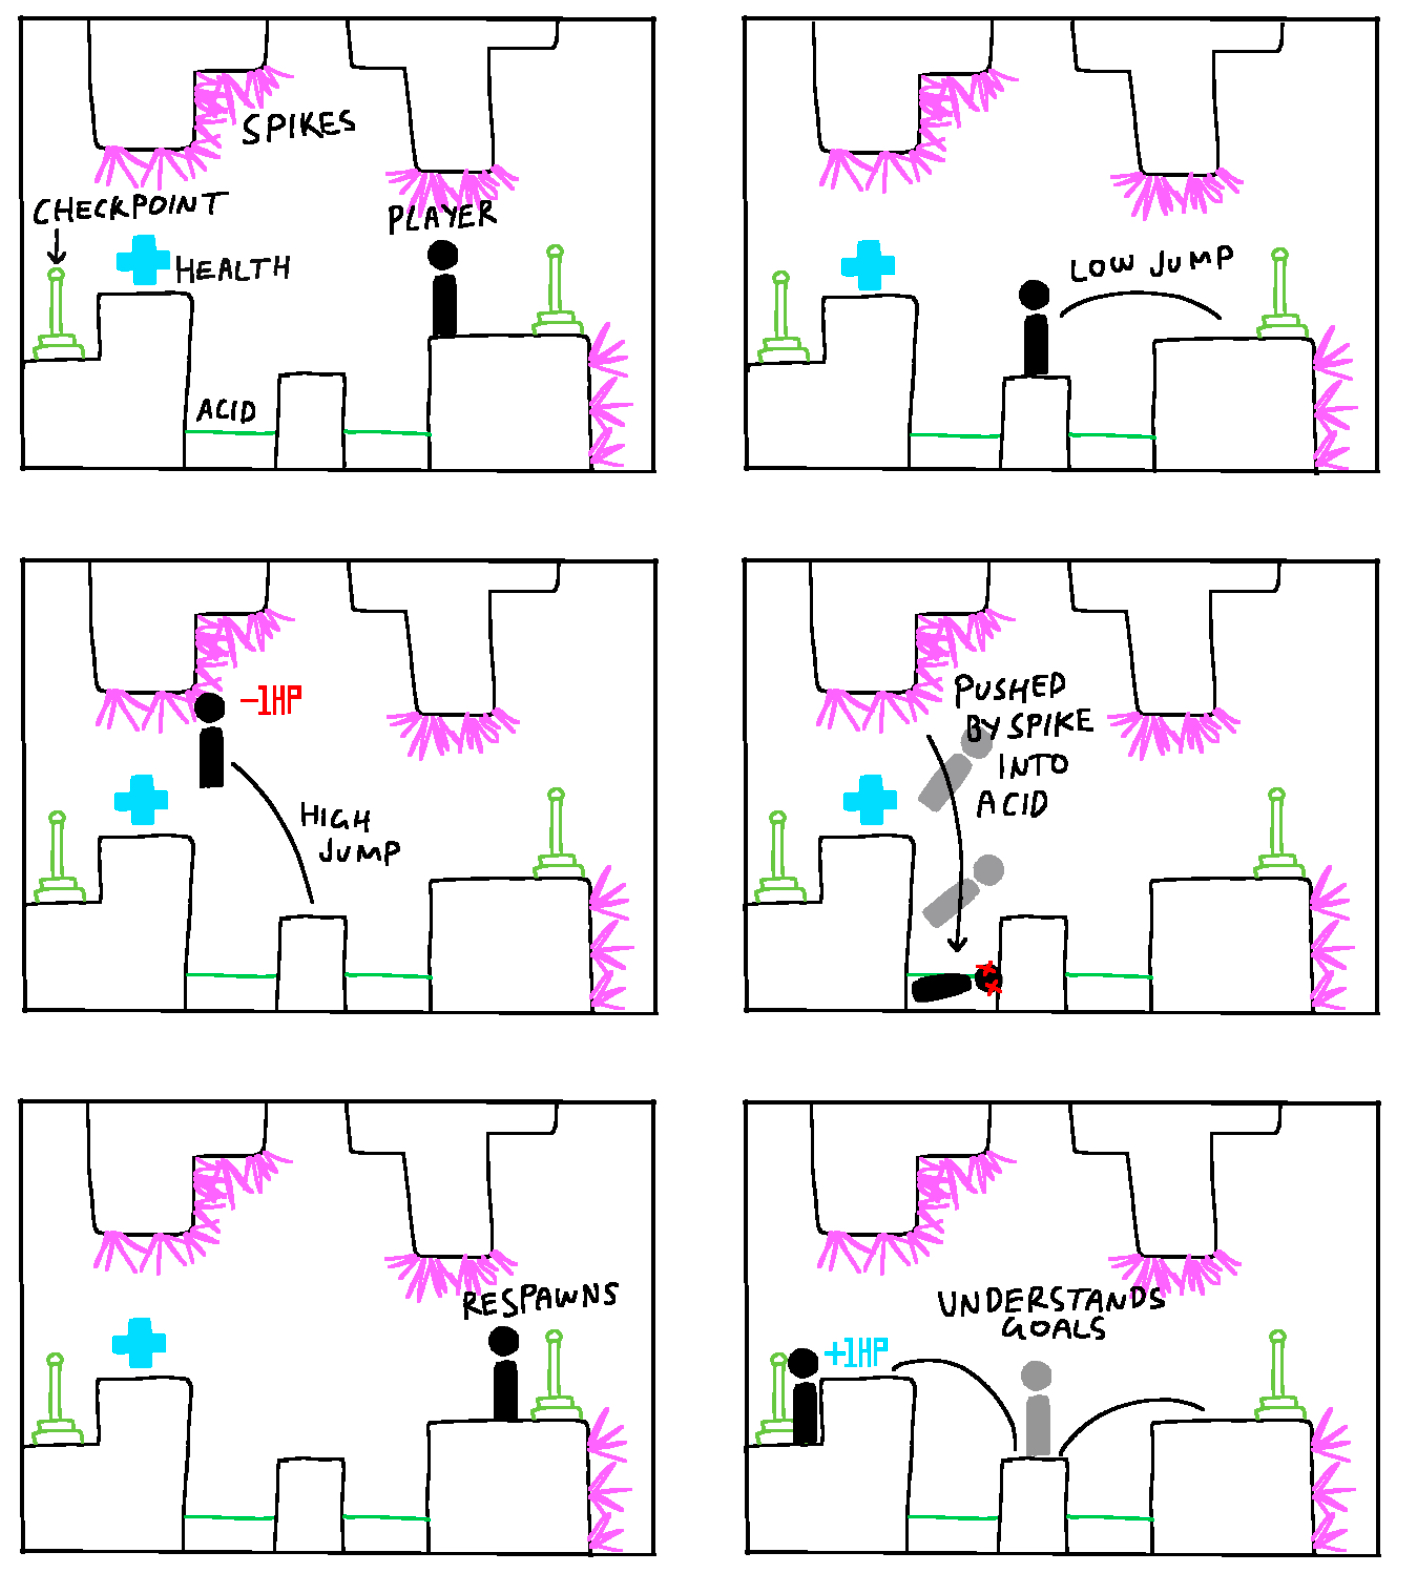 SPIKES
CHECKPOINT
PLAYER
HEALTH
ACID
LOW JUMP
-1HP
HIGH
JUMP
PUSHED
BY SPIKE
INTO
ACID
RESPAWNS
UNDERSTANDS
GOALS
+1HP